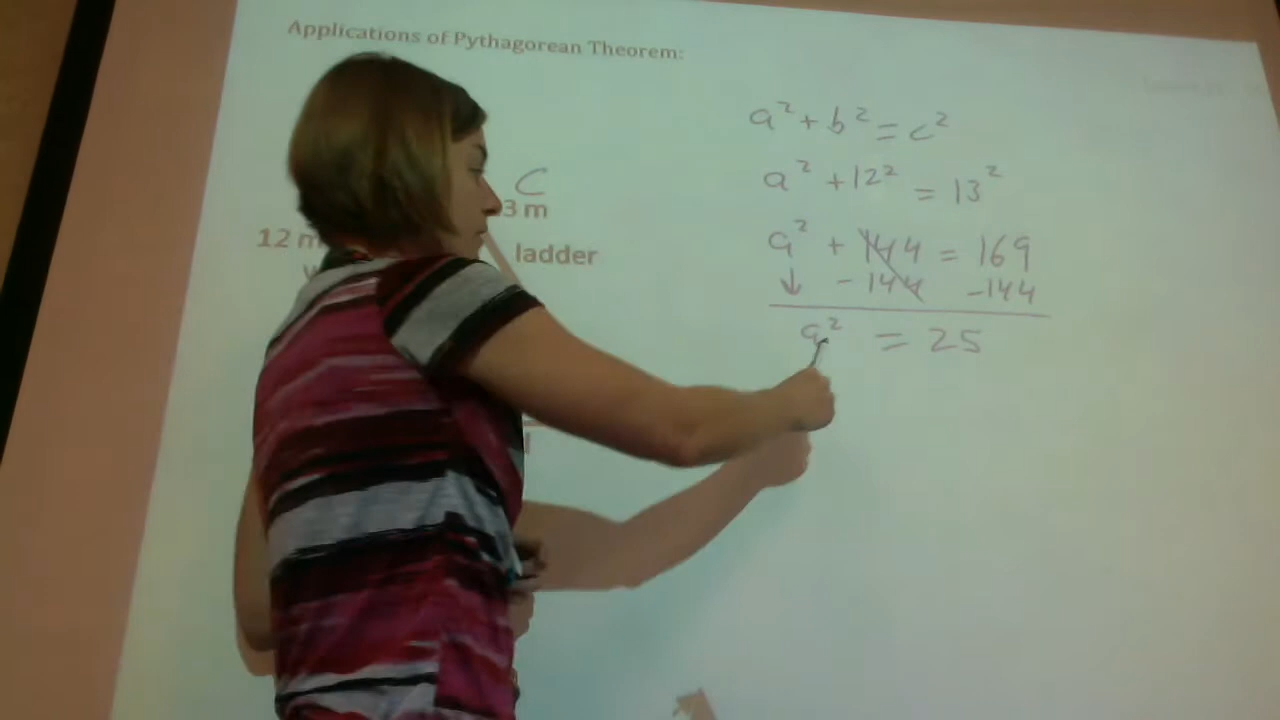 Applications of Pythagorean Theorem:
a² + b² = c²
a² + 12² = 13²
C
3 m
12 m
ladder
a² + 144 = 169
↓ - 144 - 144
a² = 25